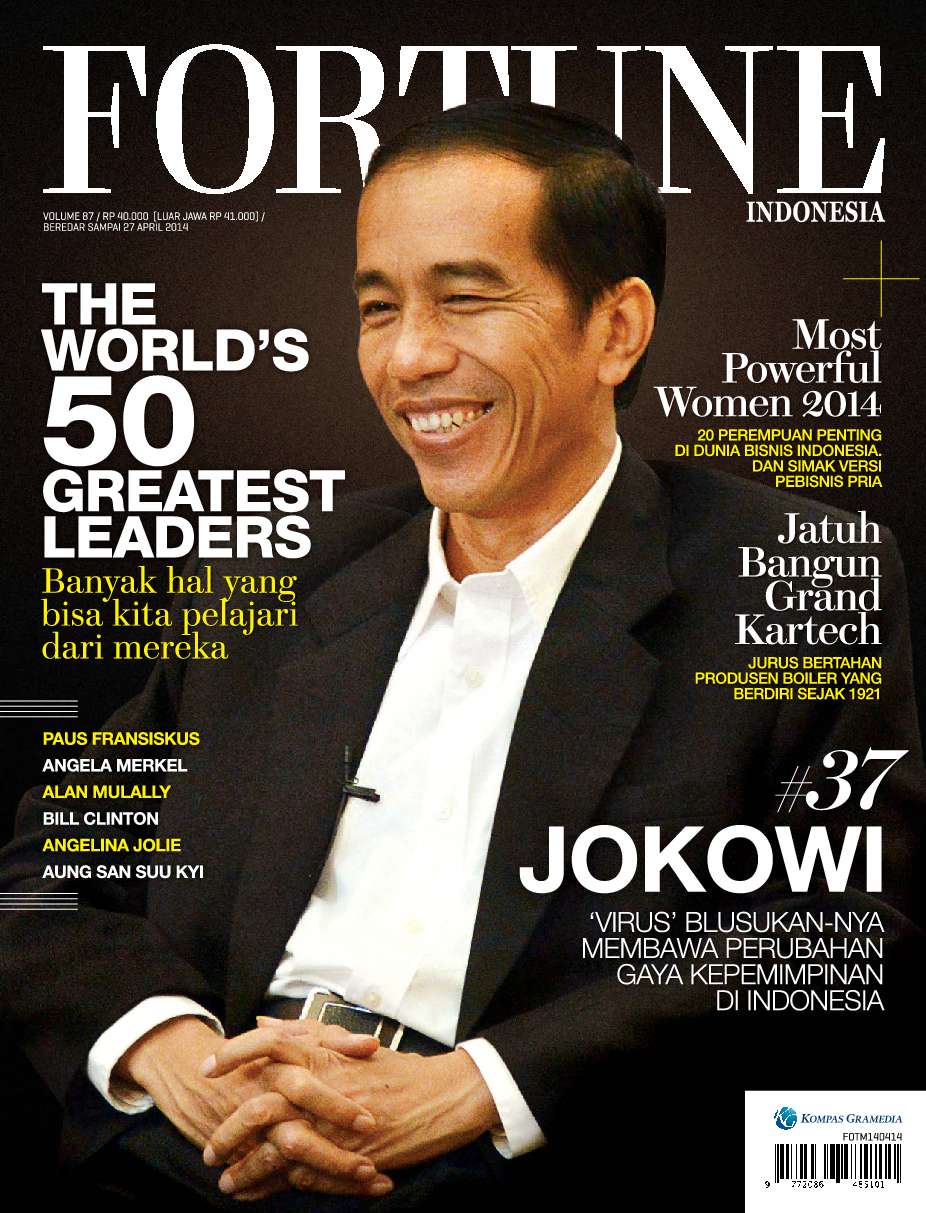 FORTUNE
INDONESIA
VOLUME 87 / RP 40.000 [LUAR JAWA RP 41.000] /
BEREDAR SAMPAI 27 APRIL 2014
THE
WORLD'S
50
GREATEST
LEADERS
Banyak hal yang
bisa kita pelajari
dari mereka
PAUS FRANSISKUS
ANGELA MERKEL
ALAN MULALLY
BILL CLINTON
ANGELINA JOLIE
AUNG SAN SUU KYI
Most
Powerful
Women 2014
20 PEREMPUAN PENTING
DI DUNIA BISNIS INDONESIA.
DAN SIMAK VERSI
PEBISNIS PRIA
Jatuh
Bangun
Grand
Kartech
JURUS BERTAHAN
PRODUSEN BOILER YANG
BERDIRI SEJAK 1921
#37
JOKOWI
'VIRUS' BLUSUKAN-NYA
MEMBAWA PERUBAHAN
GAYA KEPEMIMPINAN
DI INDONESIA
KOMPAS GRAMEDIA
FOTM140414
9 772086 485101